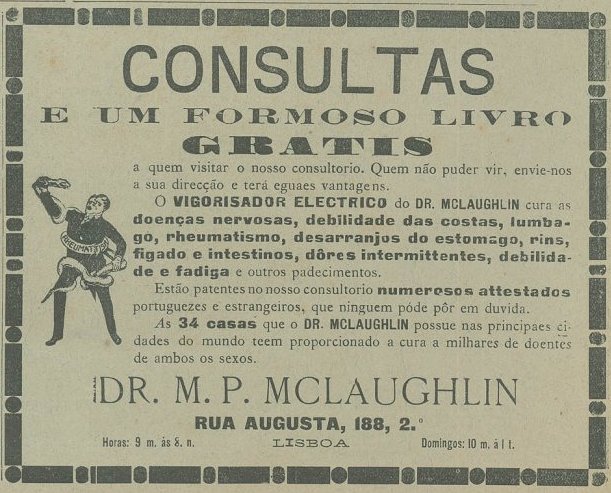 CONSULTAS
E UM FORMOSO LIVRO
GRATIS
a quem visitar o nosso consultorio. Quem não puder vir, envie-nos
a sua direcção e terá eguaes vantagens.
O VIGORISADOR ELECTRICO do DR. MCLAUGHLIN cura as
doenças nervosas, debilidade das costas, lumba-
go, rheumatismo, desarranjos do estomago, rins,
figado e intestinos, dôres intermittentes, debilida-
de e fadiga e outros padecimentos.
RHEUMATISM
Estão patentes no nosso consultorio numerosos attestados
portuguezes e estrangeiros, que ninguem póde pôr em duvida.
As 34 casas que o DR. MCLAUGHLIN possue nas principaes ci-
dades do mundo teem proporcionado a cura a milhares de doentes
de ambos os sexos.
DR. M. P. MCLAUGHLIN
RUA AUGUSTA, 188, 2.º
Horas: 9 m. ás 8. n. LISBOA Domingos: 10 m. á 1 t.